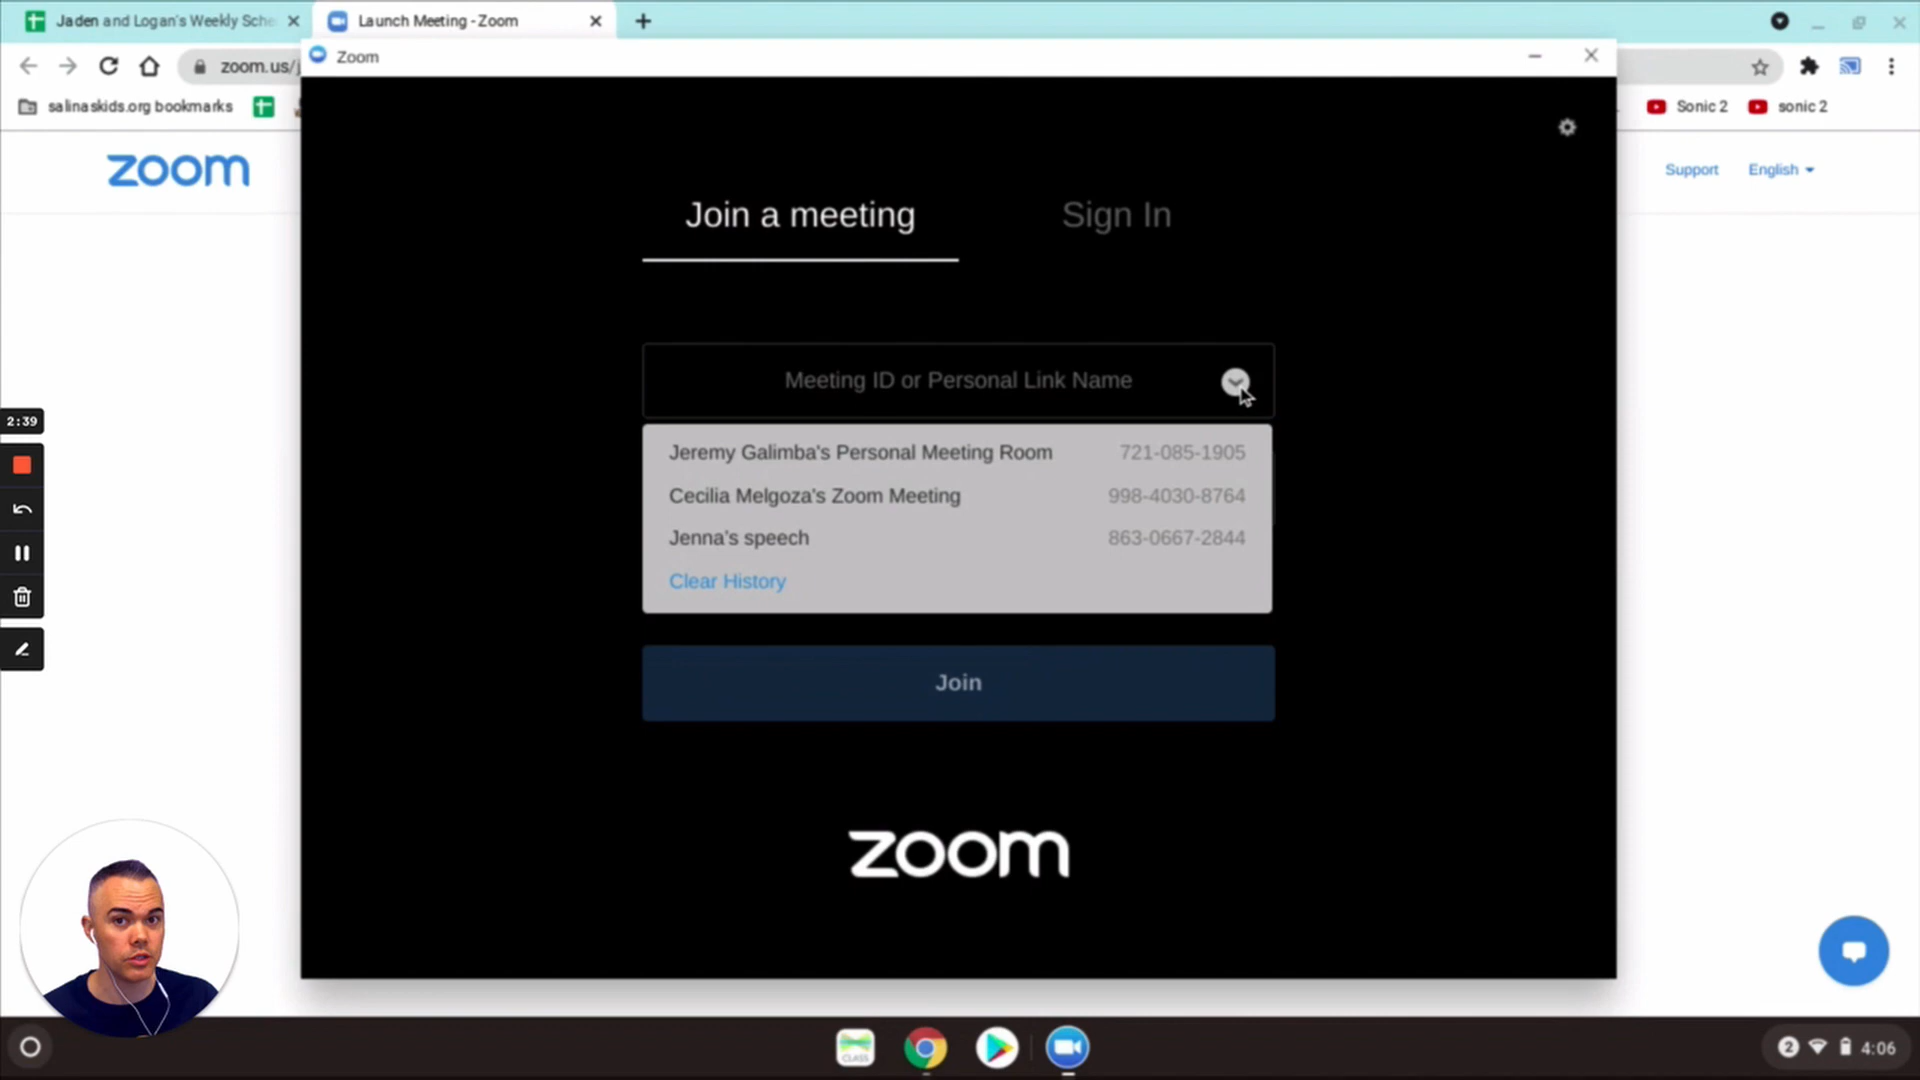 Jaden and Logan's Weekly Sche
Launch Meeting - Zoom
zoom.us/j
Zoom
salinaskids.org bookmarks
Sonic 2
sonic 2
zoom
Support
English
Join a meeting
Sign In
Meeting ID or Personal Link Name
2:39
Jeremy Galimba's Personal Meeting Room 721-085-1905
Cecilia Melgoza's Zoom Meeting 998-4030-8764
Jenna's speech 863-0667-2844
Clear History
Join
zoom
CLASS
2
4:06